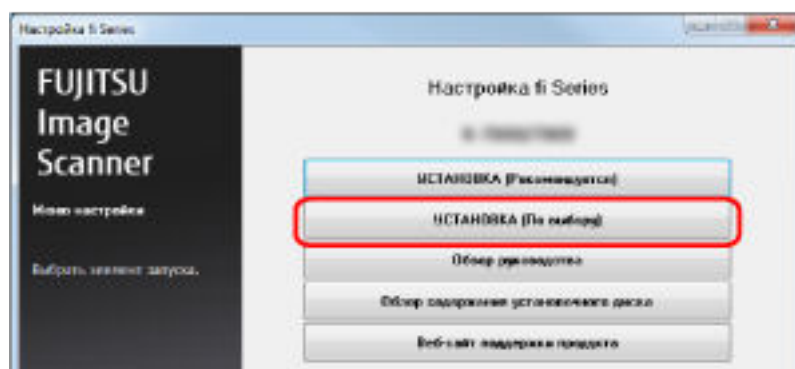 Настройка fi Series
FUJITSU
Image
Scanner
Меню настройки
Выбрать элемент запуска.
Настройка fi Series
УСТАНОВКА (Рекомендуется)
УСТАНОВКА (По выбору)
Обзор руководства
Обзор содержания установочного диска
Веб-сайт поддержки продукта